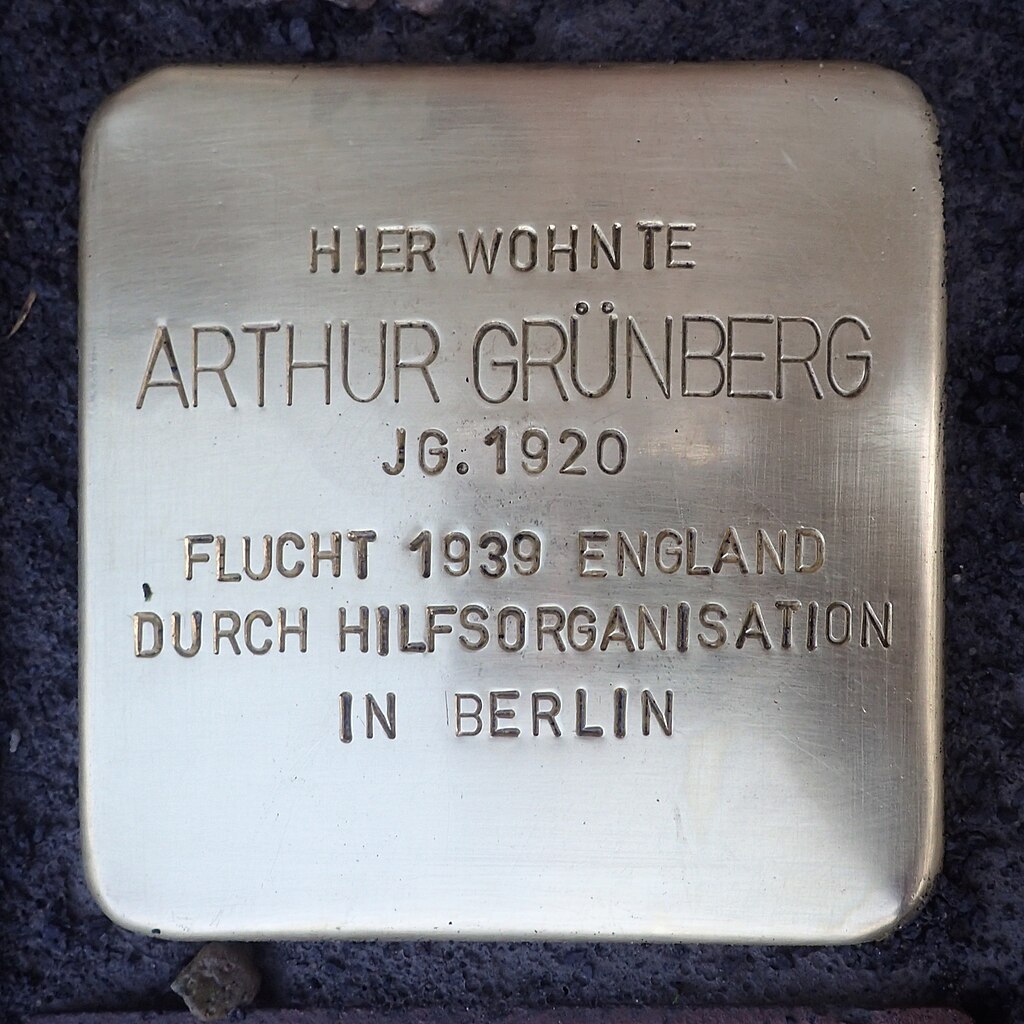 HIER WOHNTE
ARTHUR GRÜNBERG
JG. 1920
FLUCHT 1939 ENGLAND
DURCH HILFSORGANISATION
IN BERLIN